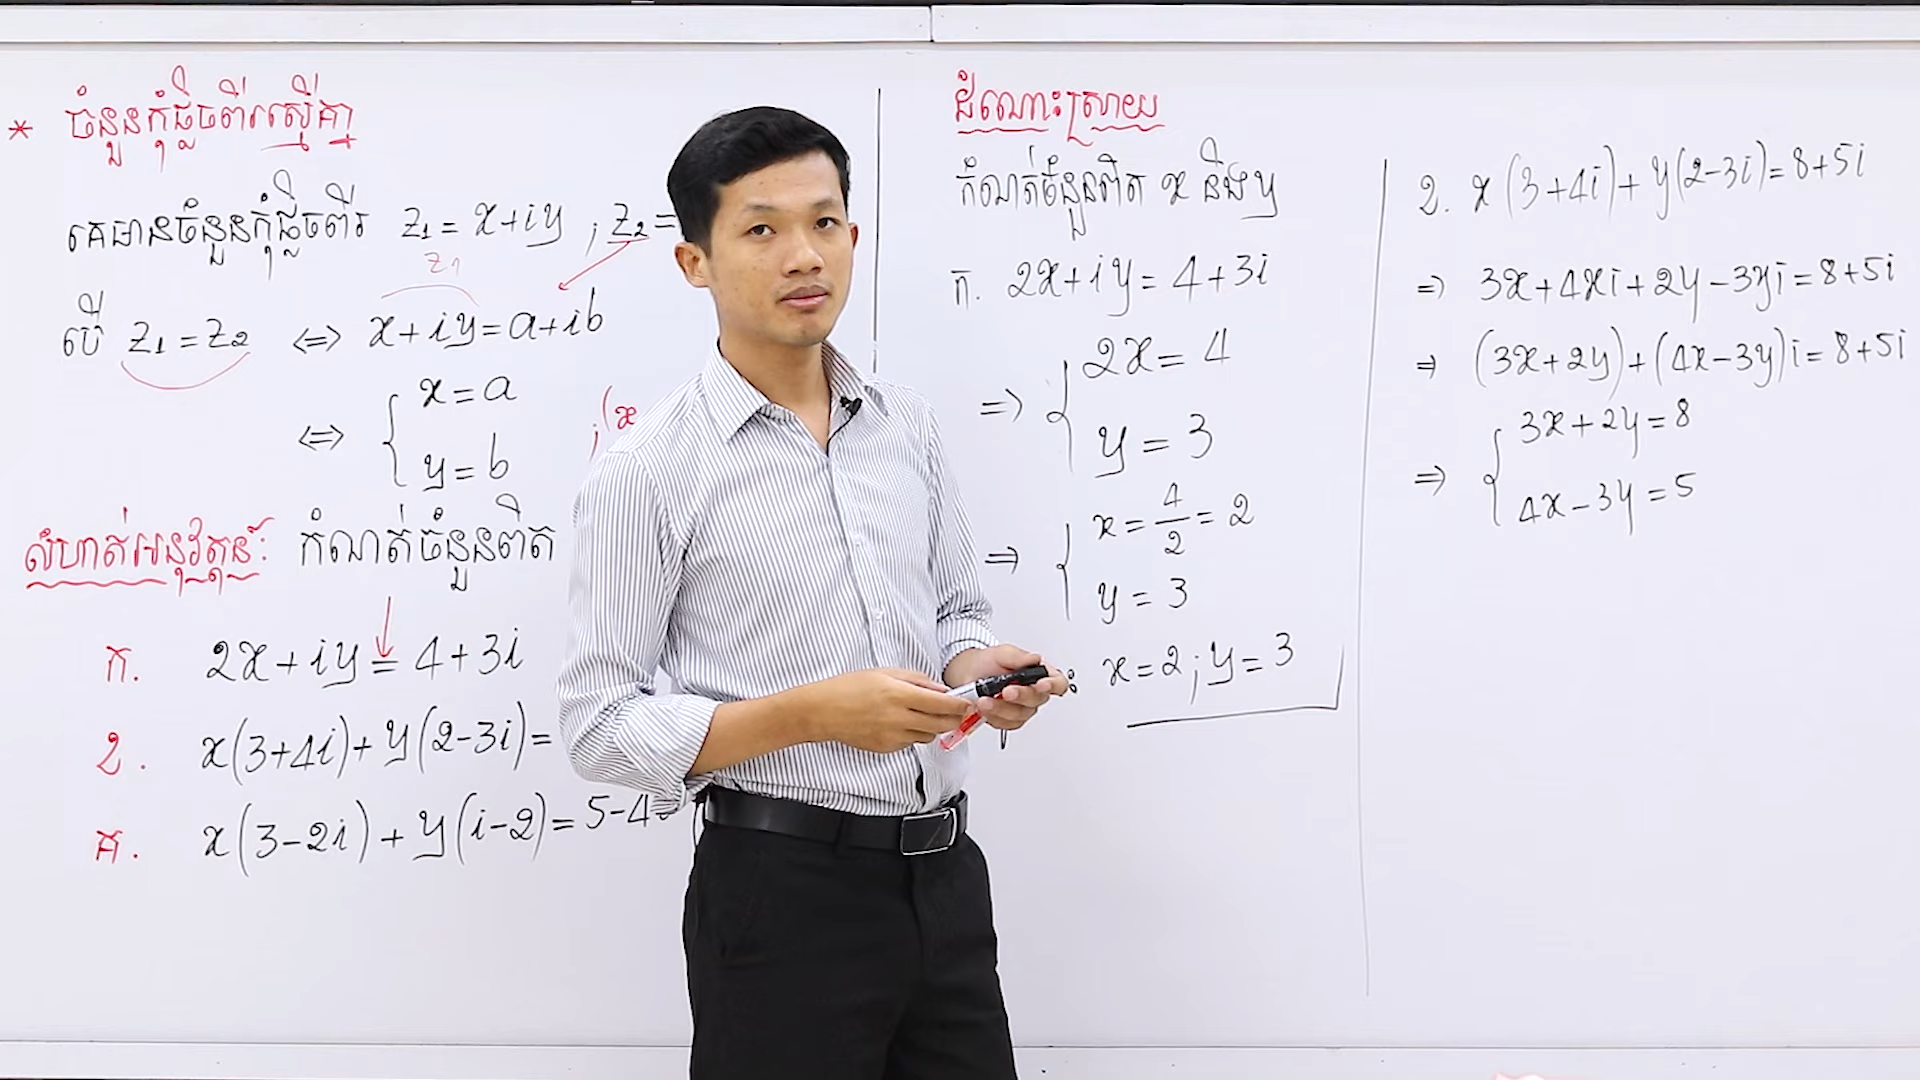 * ចំនួនកុំផ្លិចពីរស្មើគ្នា
គេមានចំនួនកុំផ្លិចពីរ z₁ = x+iy ; z₂ =
z₁
បើ z₁ = z₂ ⇔ x+iy = a+ib
⇔ { x = a
y = b
; (x
លំហាត់អនុវត្តន៍: កំណត់ចំនួនពិត
ក. 2x+iy = 4+3i
ខ. x(3+4i)+y(2-3i)=
គ. x(3-2i)+y(i-2)= 5-4
ដំណោះស្រាយ
កំណត់ចំនួនពិត x និង y
ក. 2x+iy = 4+3i
⇒ { 2x = 4
y = 3
⇒ { x = 4/2 = 2
y = 3
: x = 2 ; y = 3
ខ. x(3+4i)+y(2-3i)=8+5i
⇒ 3x+4xi+2y-3yi=8+5i
⇒ (3x+2y)+(4x-3y)i=8+5i
⇒ { 3x+2y=8
4x-3y=5